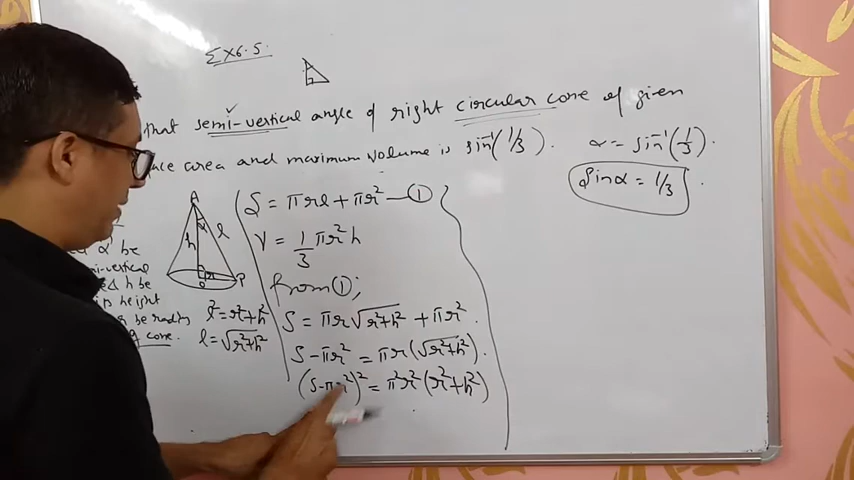 Ex 6.5.
that semi-vertical angle of right circular cone of given
ace area and maximum volume is sin⁻¹(1/3).
α = sin⁻¹(1/3).
Sinα = 1/3
A
α
h
l
r
O
P
α be
mi-vertical
h be
height
be radius
cone.
l² = r²+h²
l = √r²+h²
S = πrl + πr² — ①
V = 1/3 πr²h
from ①;
S = πr√r²+h² + πr².
S-πr² = πr(√r²+h²).
(S-πr²)² = π²r²(r²+h²)